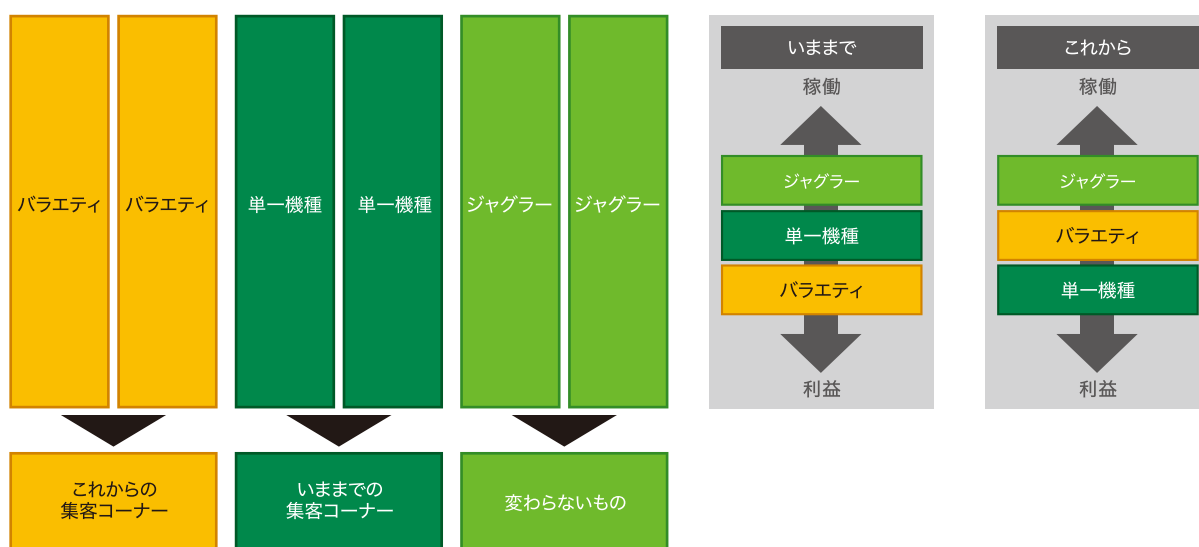 バラエティ
バラエティ
単一機種
単一機種
ジャグラー
ジャグラー
これからの
集客コーナー
いままでの
集客コーナー
変わらないもの
いままで
稼働
ジャグラー
単一機種
バラエティ
利益
これから
稼働
ジャグラー
バラエティ
単一機種
利益